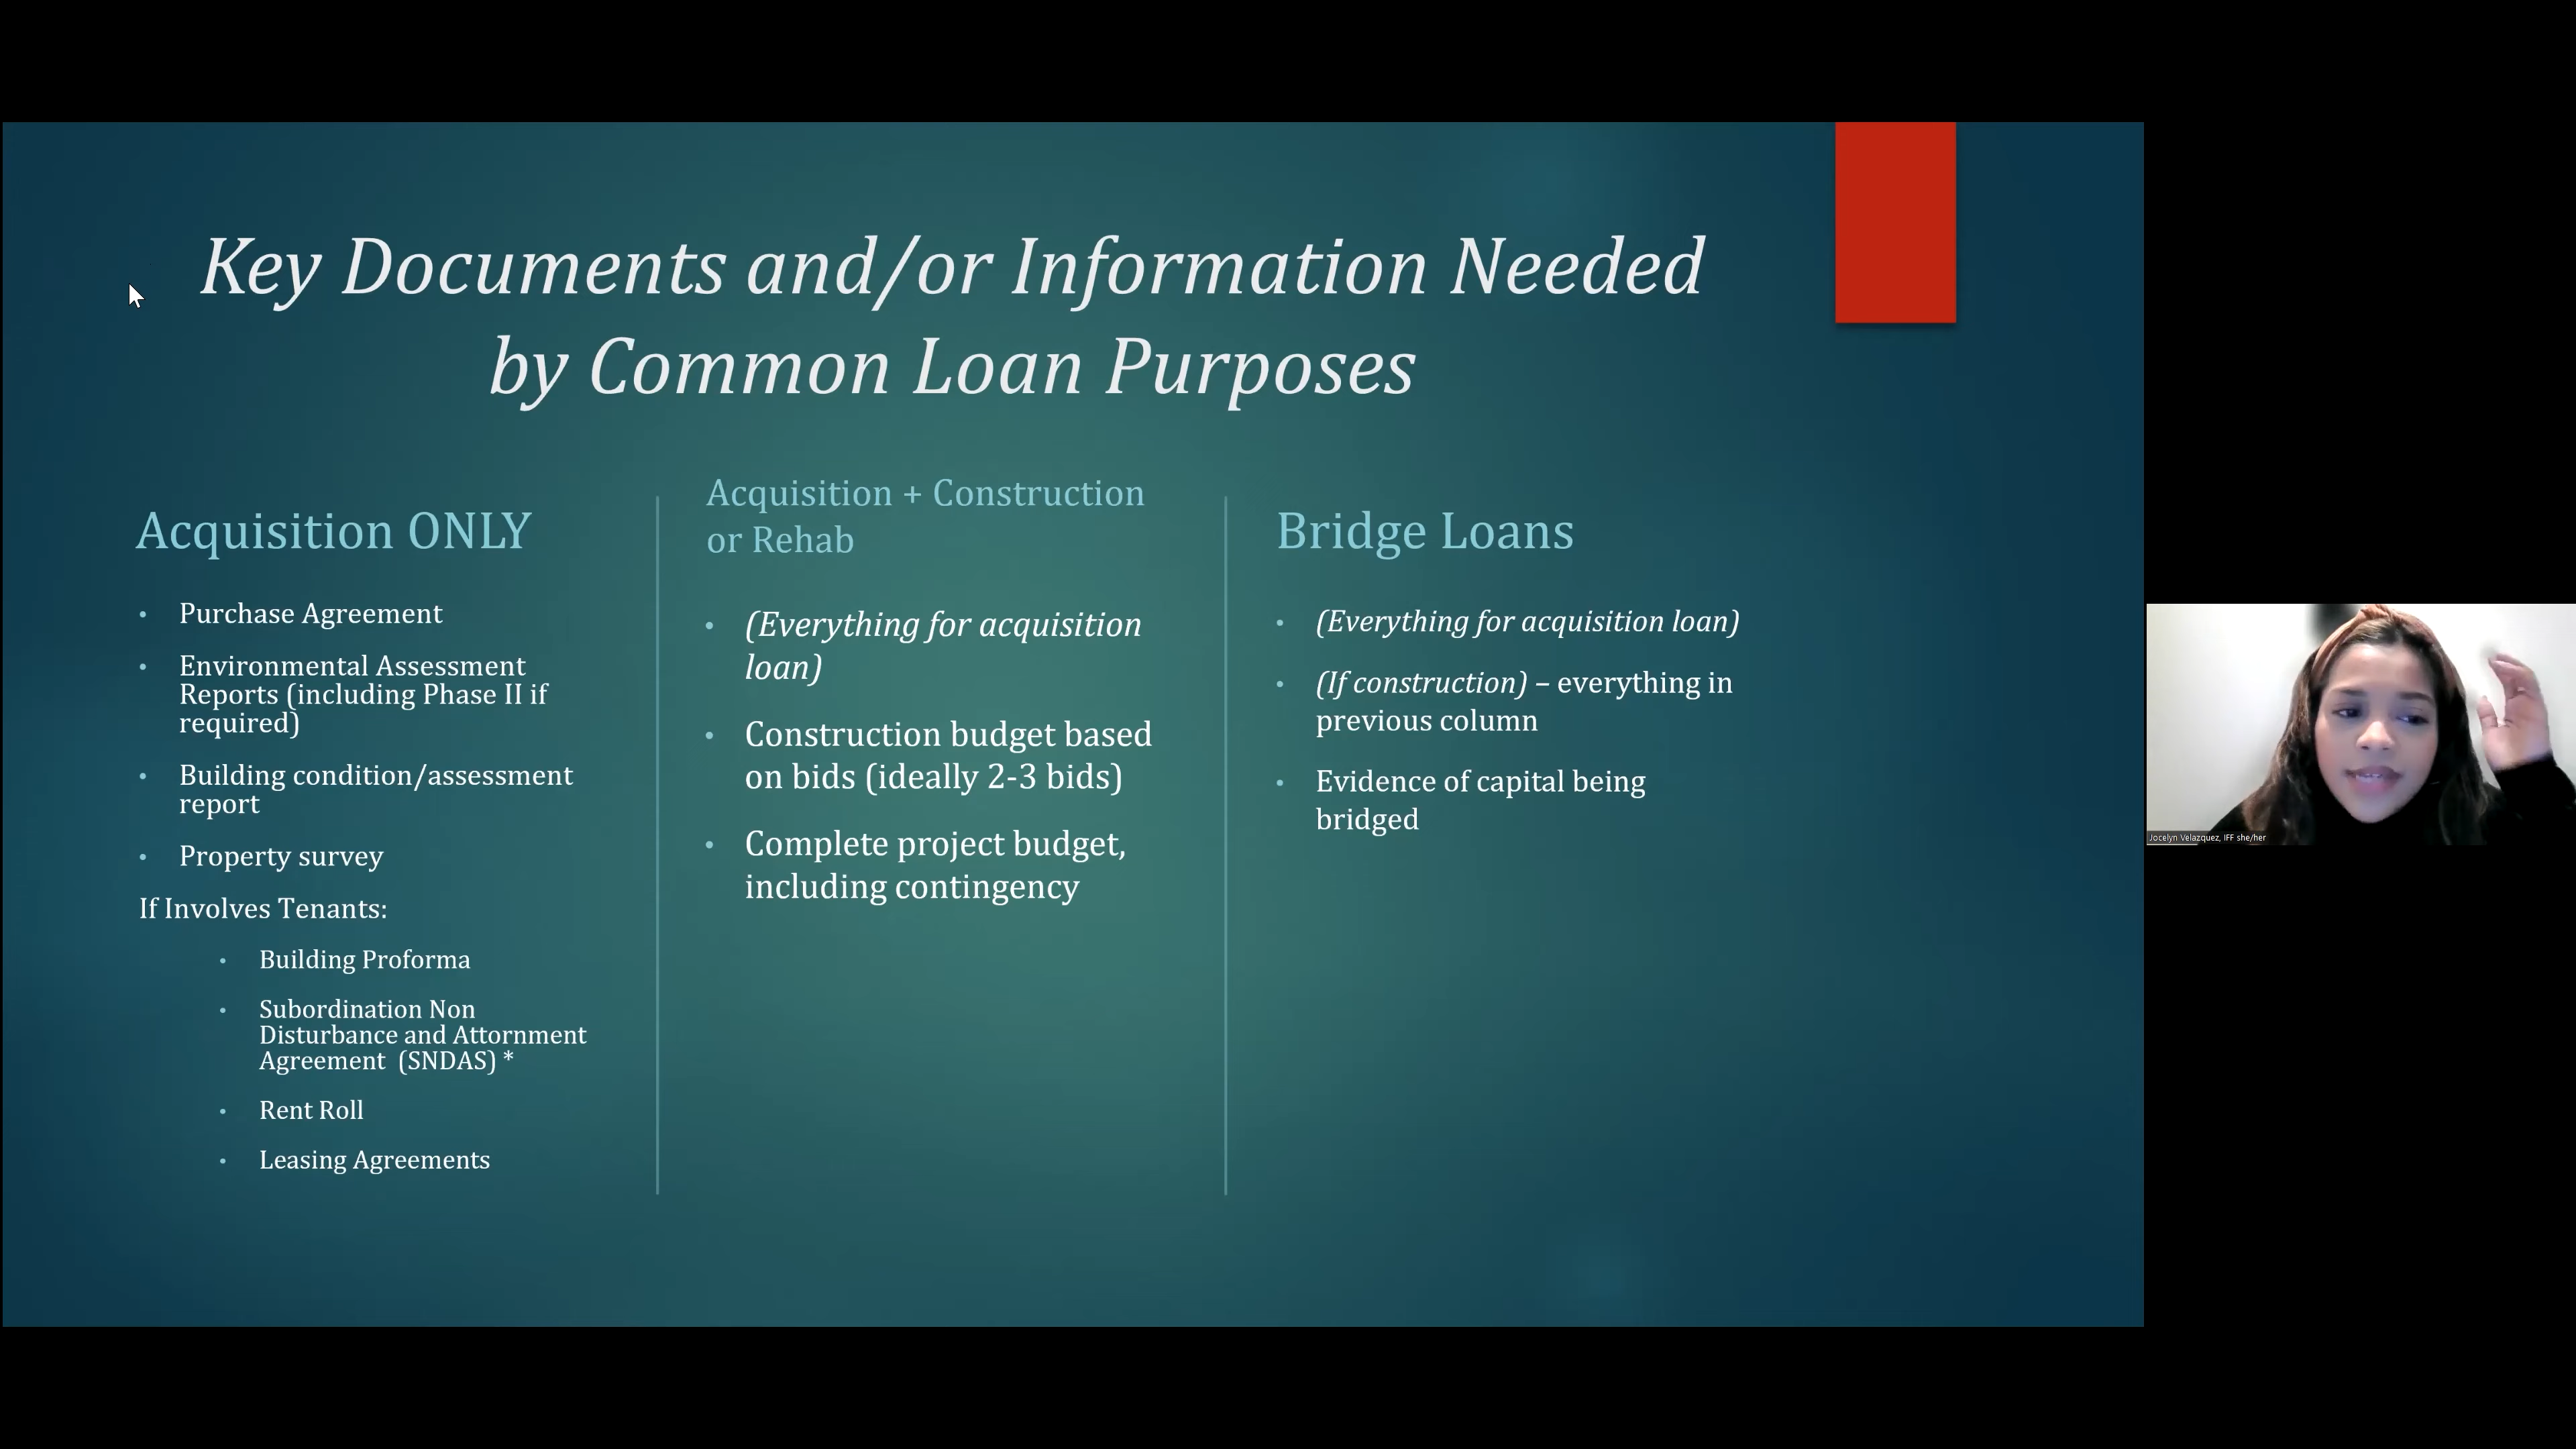 Key Documents and/or Information Needed
by Common Loan Purposes
Acquisition ONLY
• Purchase Agreement
• Environmental Assessment
Reports (including Phase II if
required)
• Building condition/assessment
report
• Property survey
If Involves Tenants:
• Building Proforma
• Subordination Non
Disturbance and Attornment
Agreement  (SNDAS) *
• Rent Roll
• Leasing Agreements
Acquisition + Construction
or Rehab
• (Everything for acquisition
loan)
• Construction budget based
on bids (ideally 2-3 bids)
• Complete project budget,
including contingency
Bridge Loans
• (Everything for acquisition loan)
• (If construction) – everything in
previous column
• Evidence of capital being
bridged
Jocelyn Velazquez, IFF she/her